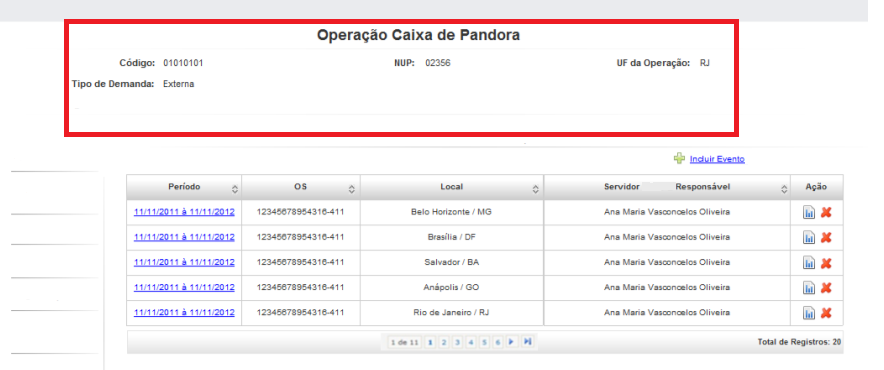 Operação Caixa de Pandora
Código: 01010101 NUP: 02356 UF da Operação: RJ
Tipo de Demanda: Externa
Incluir Evento
Período OS Local Servidor Responsável Ação
11/11/2011 à 11/11/2012 12345678954316-411 Belo Horizonte / MG Ana Maria Vasconcelos Oliveira
11/11/2011 à 11/11/2012 12345678954316-411 Brasília / DF Ana Maria Vasconcelos Oliveira
11/11/2011 à 11/11/2012 12345678954316-411 Salvador / BA Ana Maria Vasconcelos Oliveira
11/11/2011 à 11/11/2012 12345678954316-411 Anápolis / GO Ana Maria Vasconcelos Oliveira
11/11/2011 à 11/11/2012 12345678954316-411 Rio de Janeiro / RJ Ana Maria Vasconcelos Oliveira
1 de 11 1 2 3 4 5 6 Total de Registros: 20